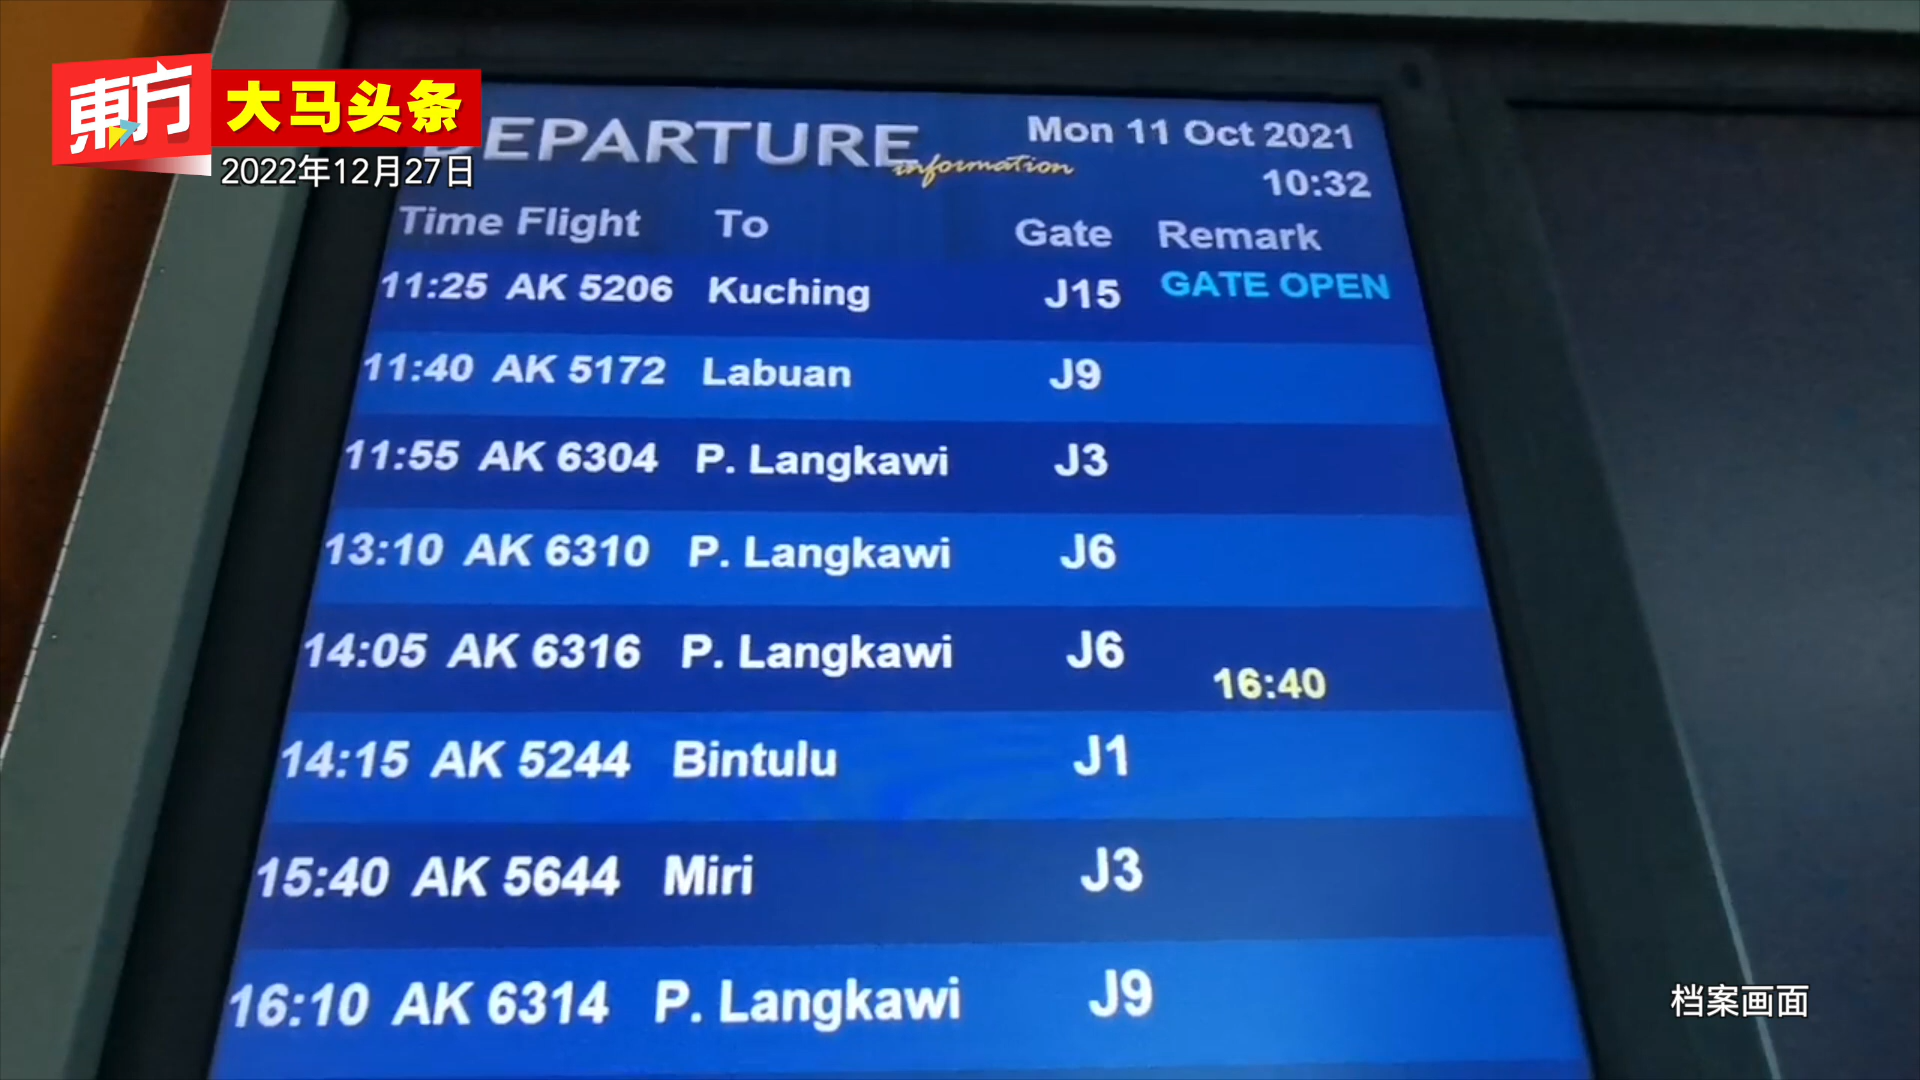 東方 大马头条
2022年12月27日
DEPARTURE information
Mon 11 Oct 2021
10:32
Time Flight To Gate Remark
11:25 AK 5206 Kuching J15 GATE OPEN
11:40 AK 5172 Labuan J9
11:55 AK 6304 P. Langkawi J3
13:10 AK 6310 P. Langkawi J6
14:05 AK 6316 P. Langkawi J6 16:40
14:15 AK 5244 Bintulu J1
15:40 AK 5644 Miri J3
16:10 AK 6314 P. Langkawi J9
档案画面